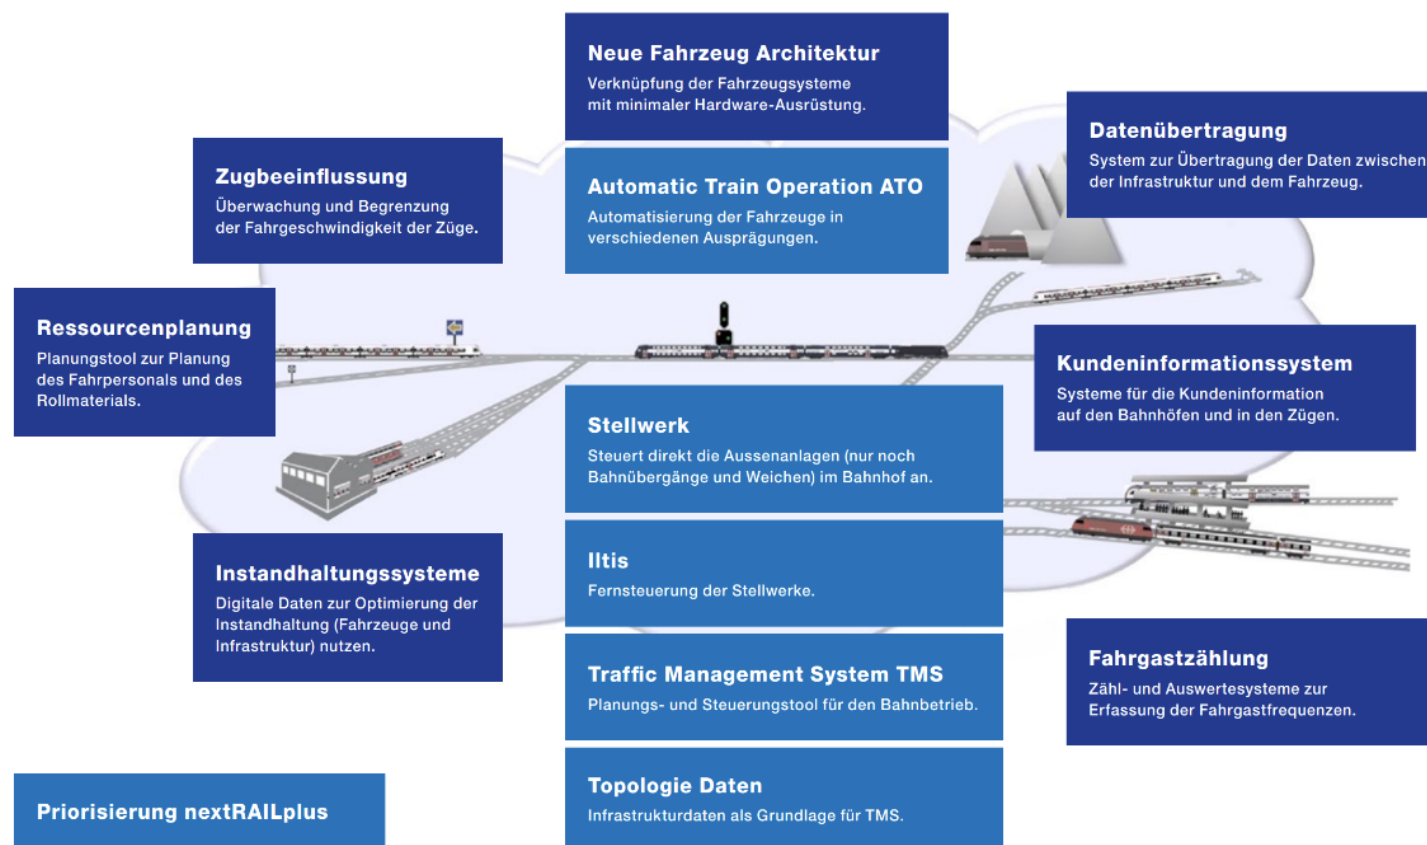 Neue Fahrzeug Architektur
Verknüpfung der Fahrzeugsysteme
mit minimaler Hardware-Ausrüstung.
Datenübertragung
System zur Übertragung der Daten zwischen
der Infrastruktur und dem Fahrzeug.
Zugbeeinflussung
Überwachung und Begrenzung
der Fahrgeschwindigkeit der Züge.
Automatic Train Operation ATO
Automatisierung der Fahrzeuge in
verschiedenen Ausprägungen.
Ressourcenplanung
Planungstool zur Planung
des Fahrpersonals und des
Rollmaterials.
Kundeninformationssystem
Systeme für die Kundeninformation
auf den Bahnhöfen und in den Zügen.
Stellwerk
Steuert direkt die Aussenanlagen (nur noch
Bahnübergänge und Weichen) im Bahnhof an.
Iltis
Fernsteuerung der Stellwerke.
Instandhaltungssysteme
Digitale Daten zur Optimierung der
Instandhaltung (Fahrzeuge und
Infrastruktur) nutzen.
Traffic Management System TMS
Planungs- und Steuerungstool für den Bahnbetrieb.
Fahrgastzählung
Zähl- und Auswertesysteme zur
Erfassung der Fahrgastfrequenzen.
Topologie Daten
Infrastrukturdaten als Grundlage für TMS.
Priorisierung nextRAILplus